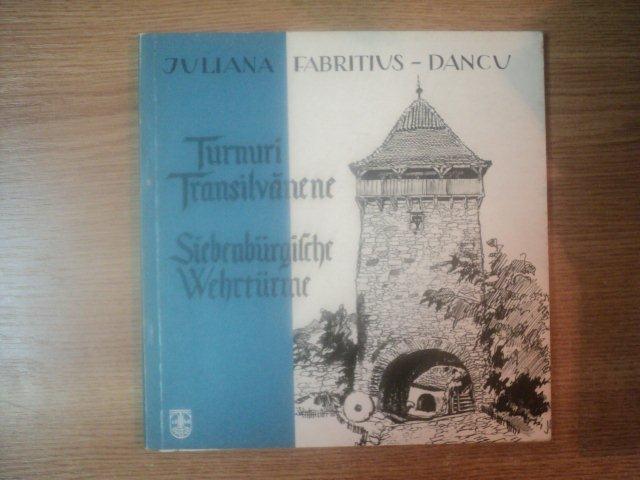 JULIANA FABRITIUS – DANCU
Turnuri
Transilvănene
Siebenbürgische
Wehrtürme